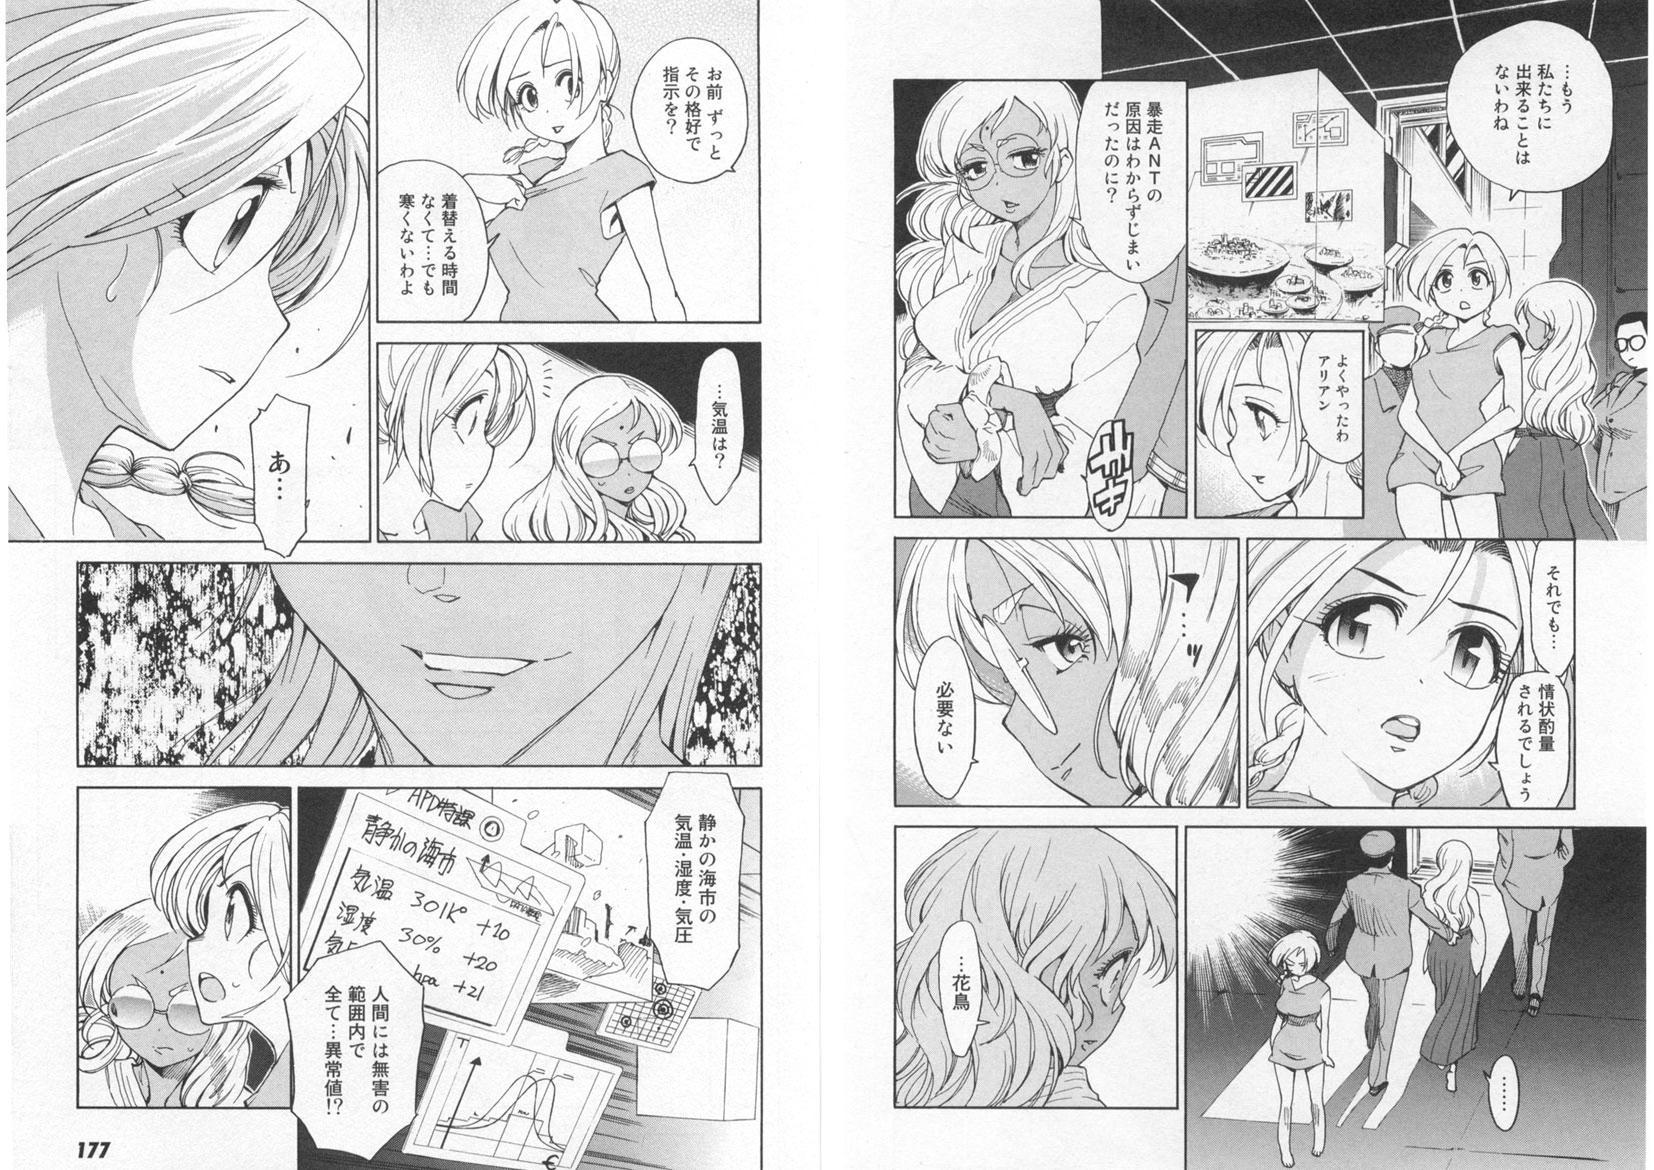 …もう
私たちに
出来ることは
ないわね
暴走ANTの
原因はわからずじまい
だったのに？
よくやったわ
アリアン
それでも…
情状酌量
されるでしょう
必要ない
……
…花鳥
お前 ずっと
その格好で
指示を？
着替える時間
なくて…でも
寒くないわよ
…気温は？
あ…
静かの海市の
気温・湿度・気圧
APD特課
静かの海市
気温 301K° +10
湿度 30% +20
hpa +21
T
人間には無害の
範囲内で
全て…異常値!?
177